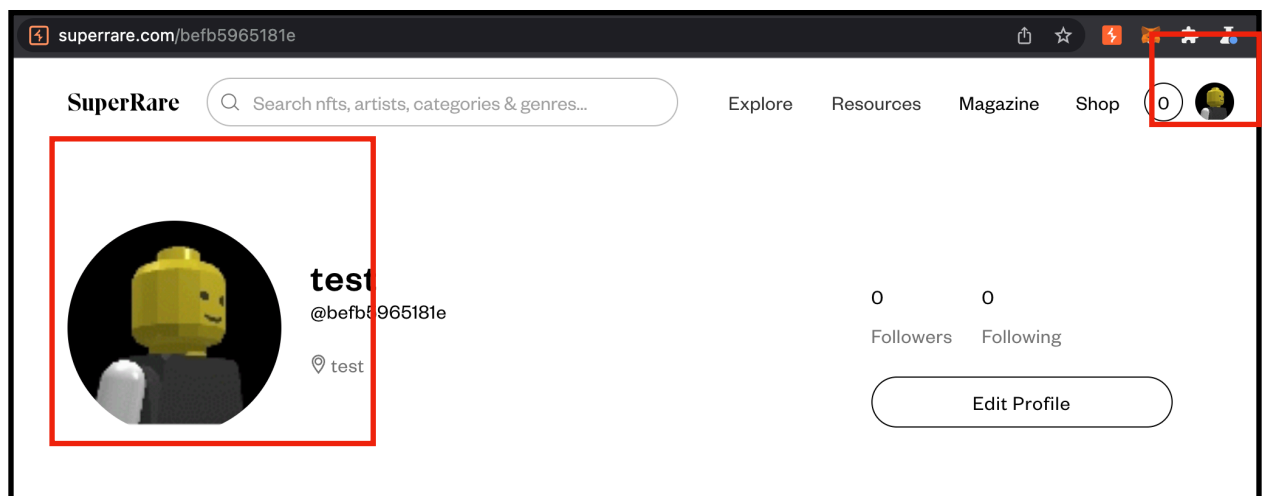 superrare.com/befb5965181e
SuperRare
Search nfts, artists, categories & genres...
Explore
Resources
Magazine
Shop
0
test
@befb5965181e
test
0
0
Followers
Following
Edit Profile